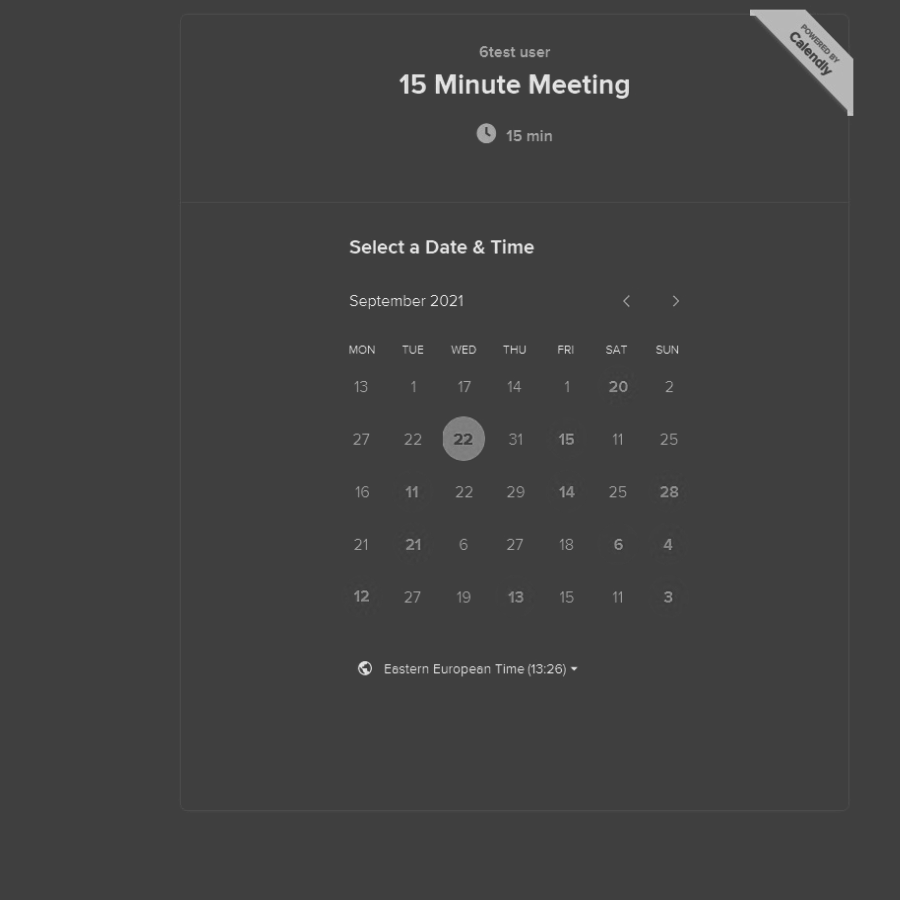 POWERED BY
Calendly
6test user
15 Minute Meeting
15 min
Select a Date & Time
September 2021
MON TUE WED THU FRI SAT SUN
13 1 17 14 1 20 2
27 22 22 31 15 11 25
16 11 22 29 14 25 28
21 21 6 27 18 6 4
12 27 19 13 15 11 3
Eastern European Time (13:26)